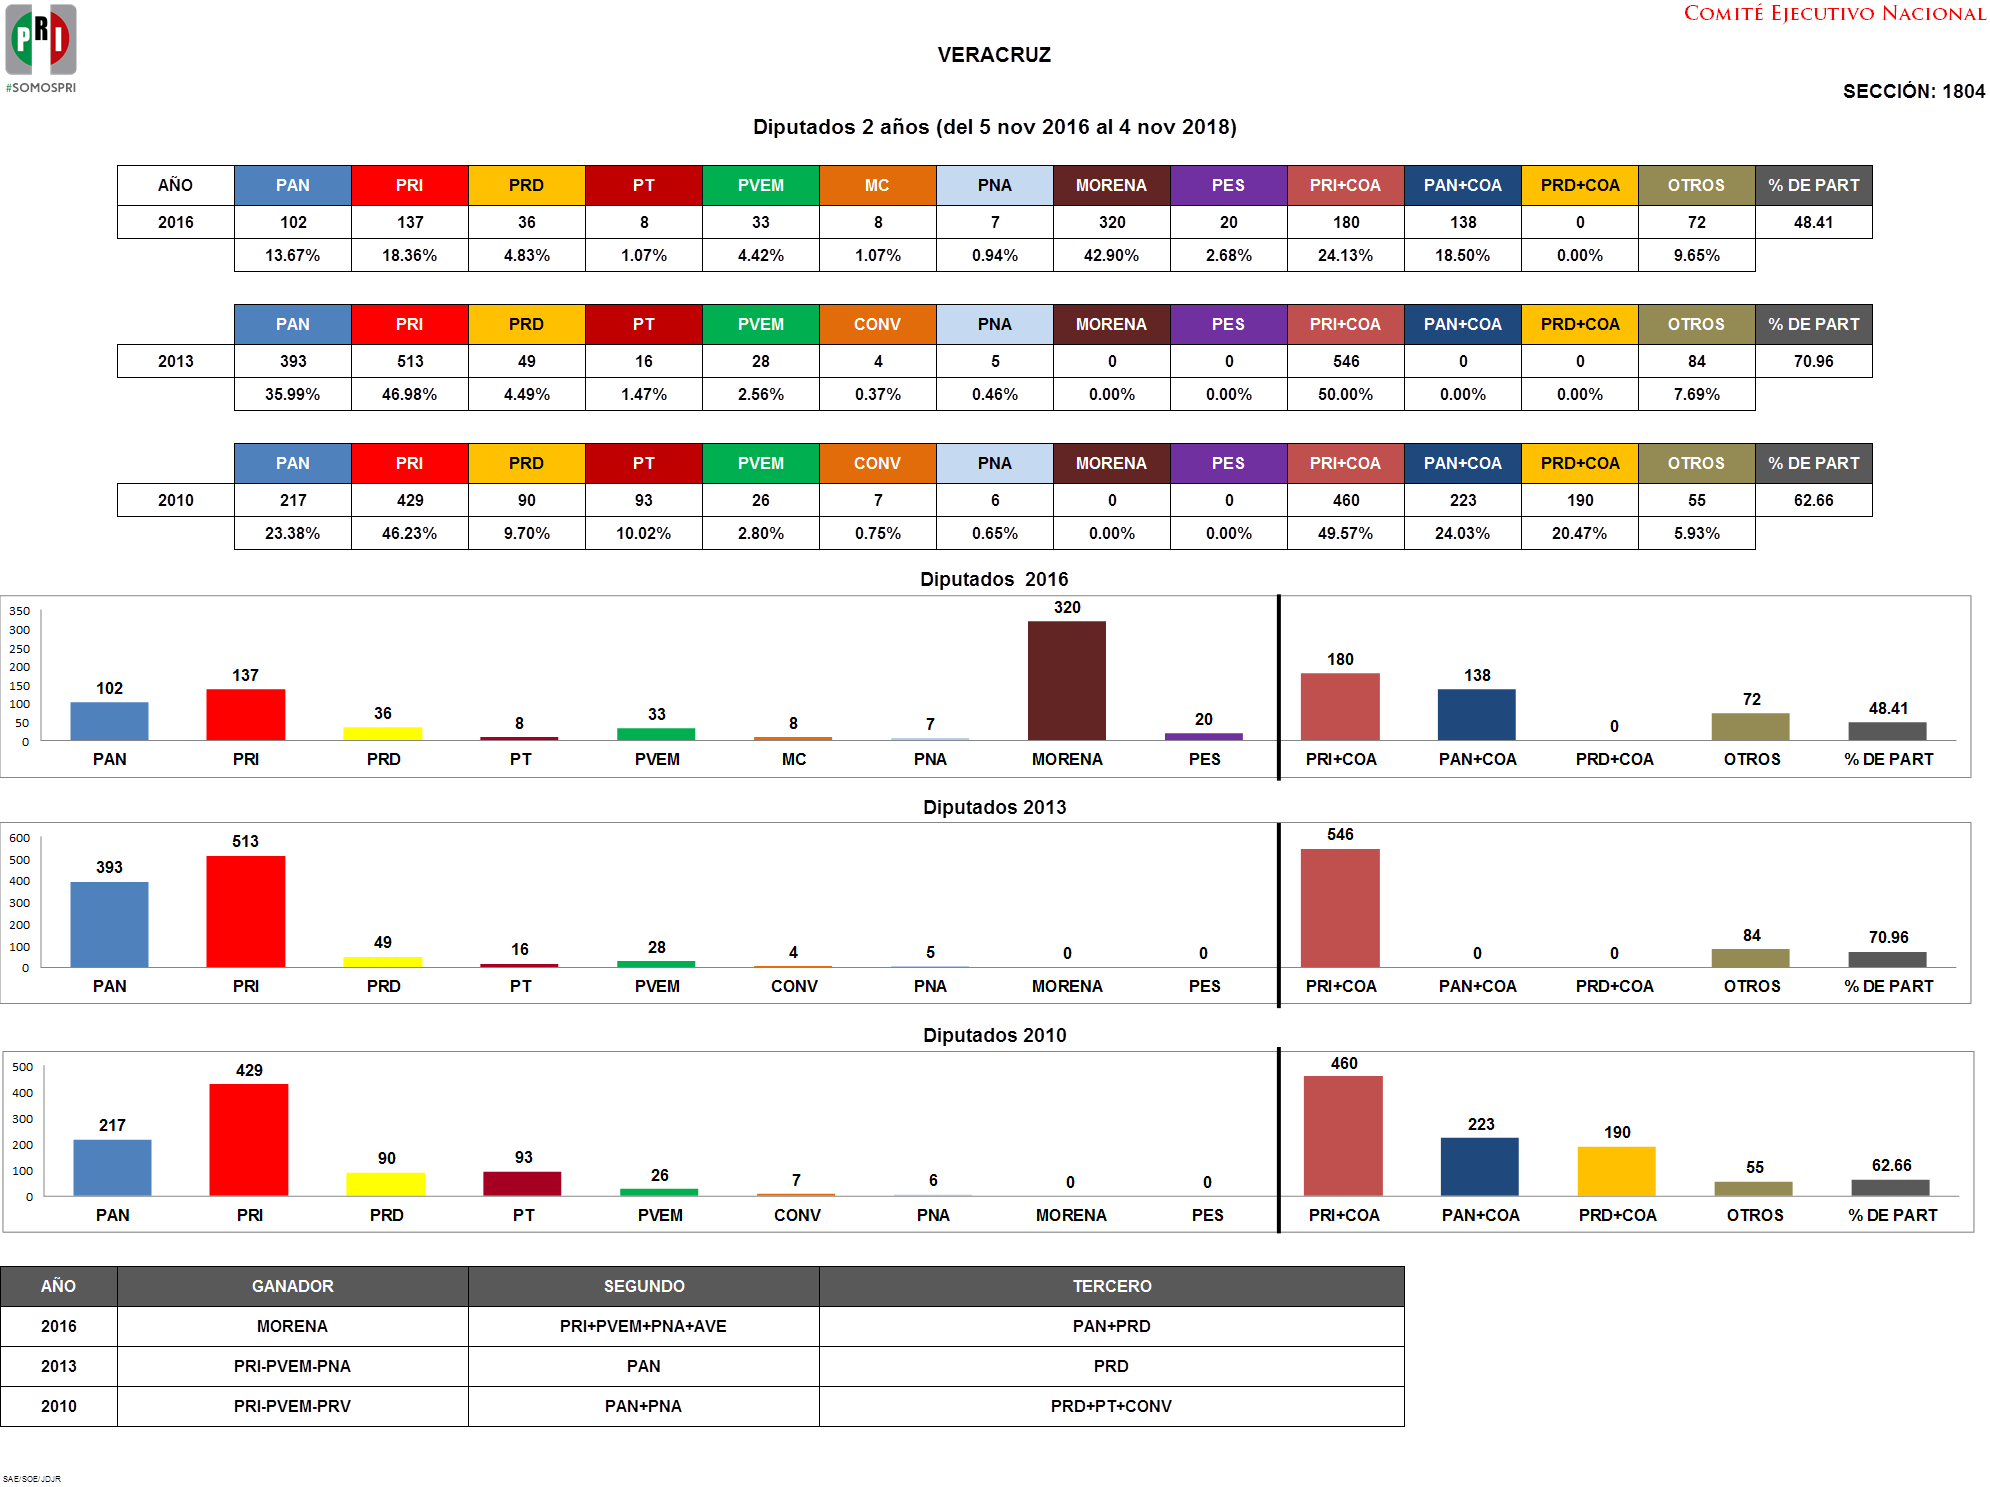 PRI
#SOMOSPRI
COMITÉ EJECUTIVO NACIONAL
VERACRUZ
SECCIÓN: 1804
Diputados 2 años (del 5 nov 2016 al 4 nov 2018)
AÑO PAN PRI PRD PT PVEM MC PNA MORENA PES PRI+COA PAN+COA PRD+COA OTROS % DE PART
2016 102 137 36 8 33 8 7 320 20 180 138 0 72 48.41
13.67% 18.36% 4.83% 1.07% 4.42% 1.07% 0.94% 42.90% 2.68% 24.13% 18.50% 0.00% 9.65%
PAN PRI PRD PT PVEM CONV PNA MORENA PES PRI+COA PAN+COA PRD+COA OTROS % DE PART
2013 393 513 49 16 28 4 5 0 0 546 0 0 84 70.96
35.99% 46.98% 4.49% 1.47% 2.56% 0.37% 0.46% 0.00% 0.00% 50.00% 0.00% 0.00% 7.69%
PAN PRI PRD PT PVEM CONV PNA MORENA PES PRI+COA PAN+COA PRD+COA OTROS % DE PART
2010 217 429 90 93 26 7 6 0 0 460 223 190 55 62.66
23.38% 46.23% 9.70% 10.02% 2.80% 0.75% 0.65% 0.00% 0.00% 49.57% 24.03% 20.47% 5.93%
Diputados  2016
350
300
250
200
150
100
50
0
102 137 36 8 33 8 7 320 20 180 138 0 72 48.41
PAN PRI PRD PT PVEM MC PNA MORENA PES PRI+COA PAN+COA PRD+COA OTROS % DE PART
Diputados 2013
600
500
400
300
200
100
0
393 513 49 16 28 4 5 0 0 546 0 0 84 70.96
PAN PRI PRD PT PVEM CONV PNA MORENA PES PRI+COA PAN+COA PRD+COA OTROS % DE PART
Diputados 2010
500
400
300
200
100
0
217 429 90 93 26 7 6 0 0 460 223 190 55 62.66
PAN PRI PRD PT PVEM CONV PNA MORENA PES PRI+COA PAN+COA PRD+COA OTROS % DE PART
AÑO GANADOR SEGUNDO TERCERO
2016 MORENA PRI+PVEM+PNA+AVE PAN+PRD
2013 PRI-PVEM-PNA PAN PRD
2010 PRI-PVEM-PRV PAN+PNA PRD+PT+CONV
SAE/SOE/JDJR